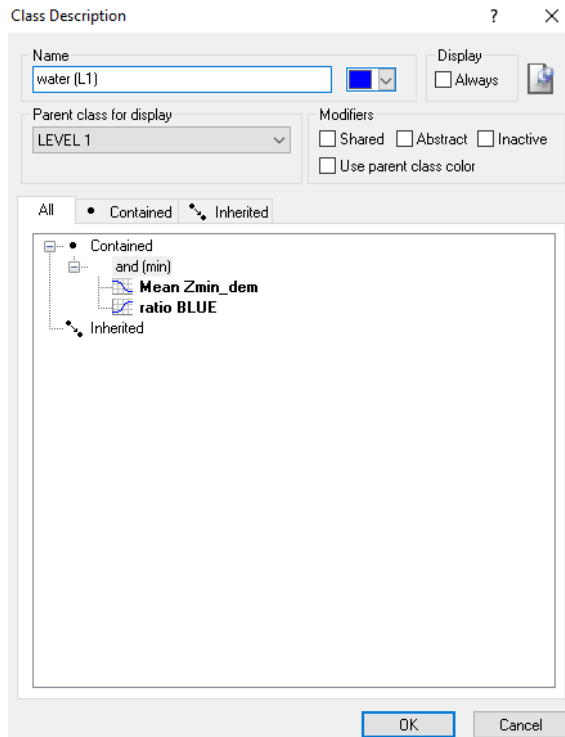 Class Description ? ×
Name
water (L1)
Display
Always
Parent class for display
LEVEL 1
Modifiers
Shared Abstract Inactive
Use parent class color
All Contained Inherited
Contained
and (min)
Mean Zmin_dem
ratio BLUE
Inherited
OK Cancel